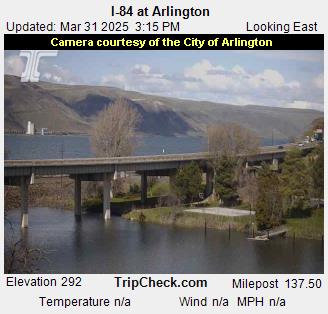 I-84 at Arlington
Updated: Mar 31 2025 3:15 PM Looking East
Camera courtesy of the City of Arlington
Elevation 292 TripCheck.com Milepost 137.50
Temperature n/a Wind n/a MPH n/a